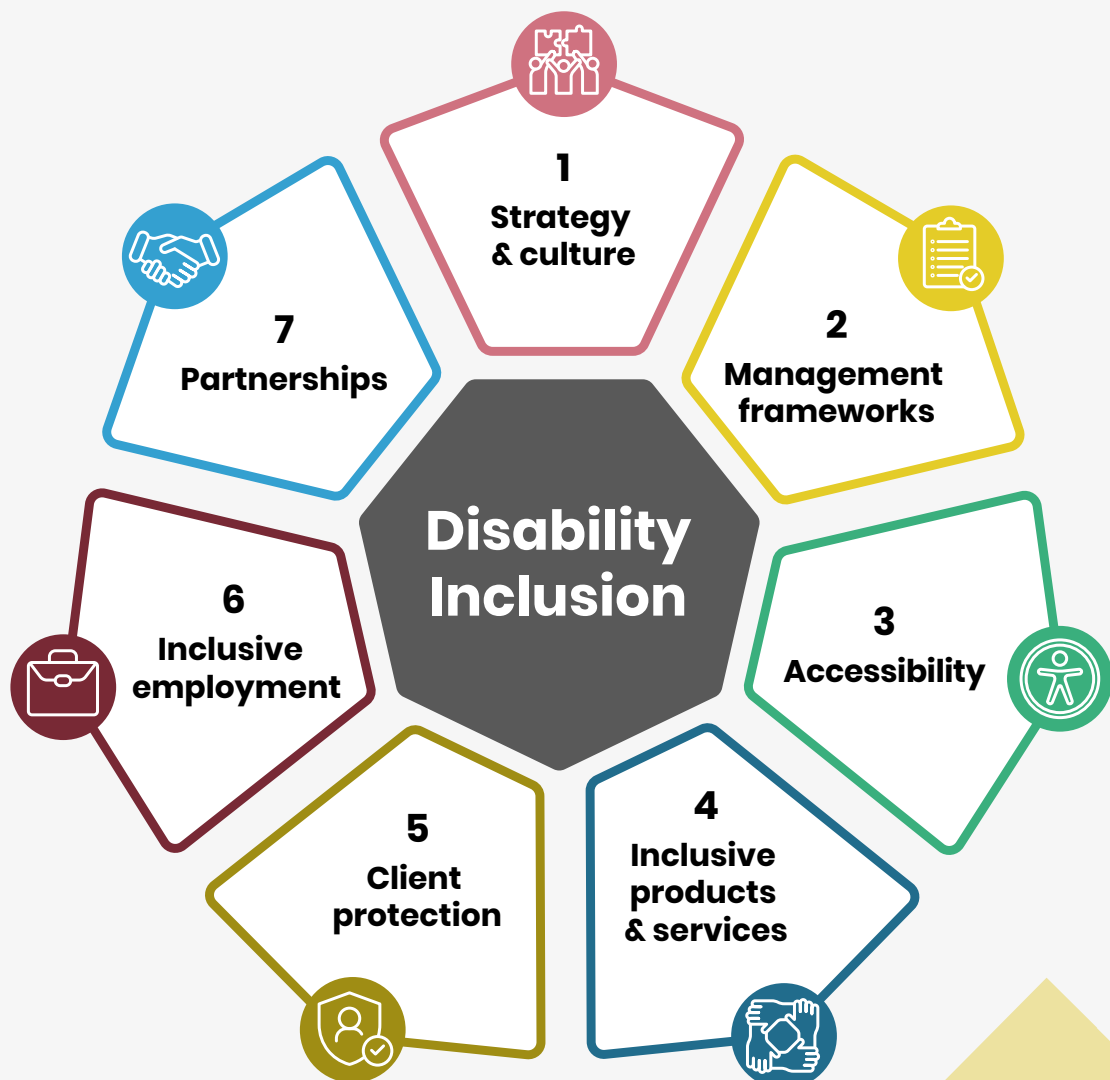 1
Strategy
& culture
2
Management
frameworks
3
Accessibility
4
Inclusive
products
& services
5
Client
protection
6
Inclusive
employment
7
Partnerships
Disability
Inclusion